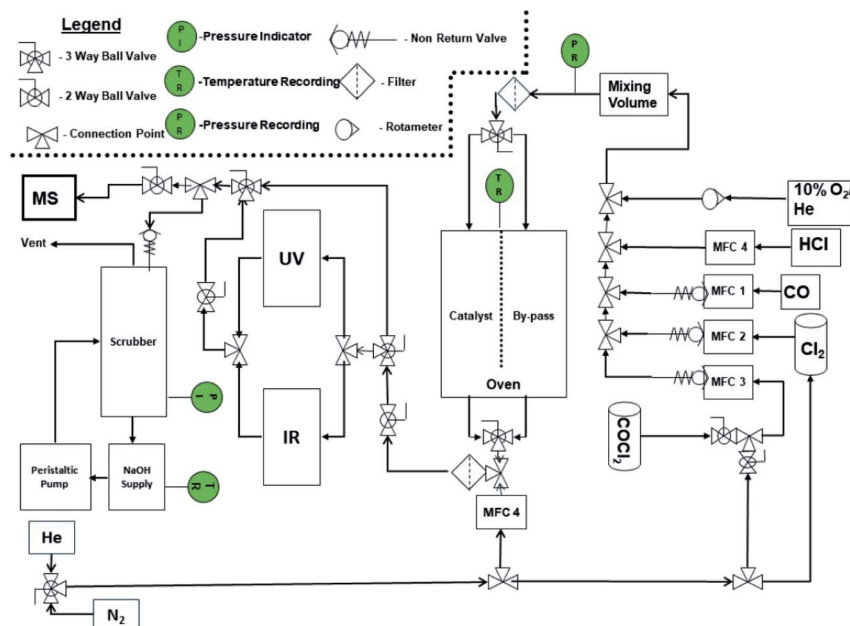 Legend
P
I
-Pressure Indicator
- Non Return Valve
- 3 Way Ball Valve
T
R
-Temperature Recording
- Filter
- 2 Way Ball Valve
P
R
-Pressure Recording
- Rotameter
- Connection Point
P
R
Mixing
Volume
T
R
MS
Vent
UV
10% O2/
He
MFC 4
HCl
Scrubber
Catalyst
By-pass
MFC 1
CO
MFC 2
Cl2
Oven
MFC 3
P
I
IR
COCl2
Peristaltic
Pump
NaOH
Supply
T
R
MFC 4
He
N2